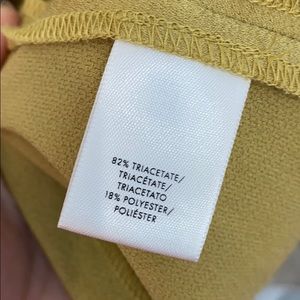 82% TRIACETATE/
TRIACÉTATE/
TRIACETATO
18% POLYESTER/
POLIÉSTER